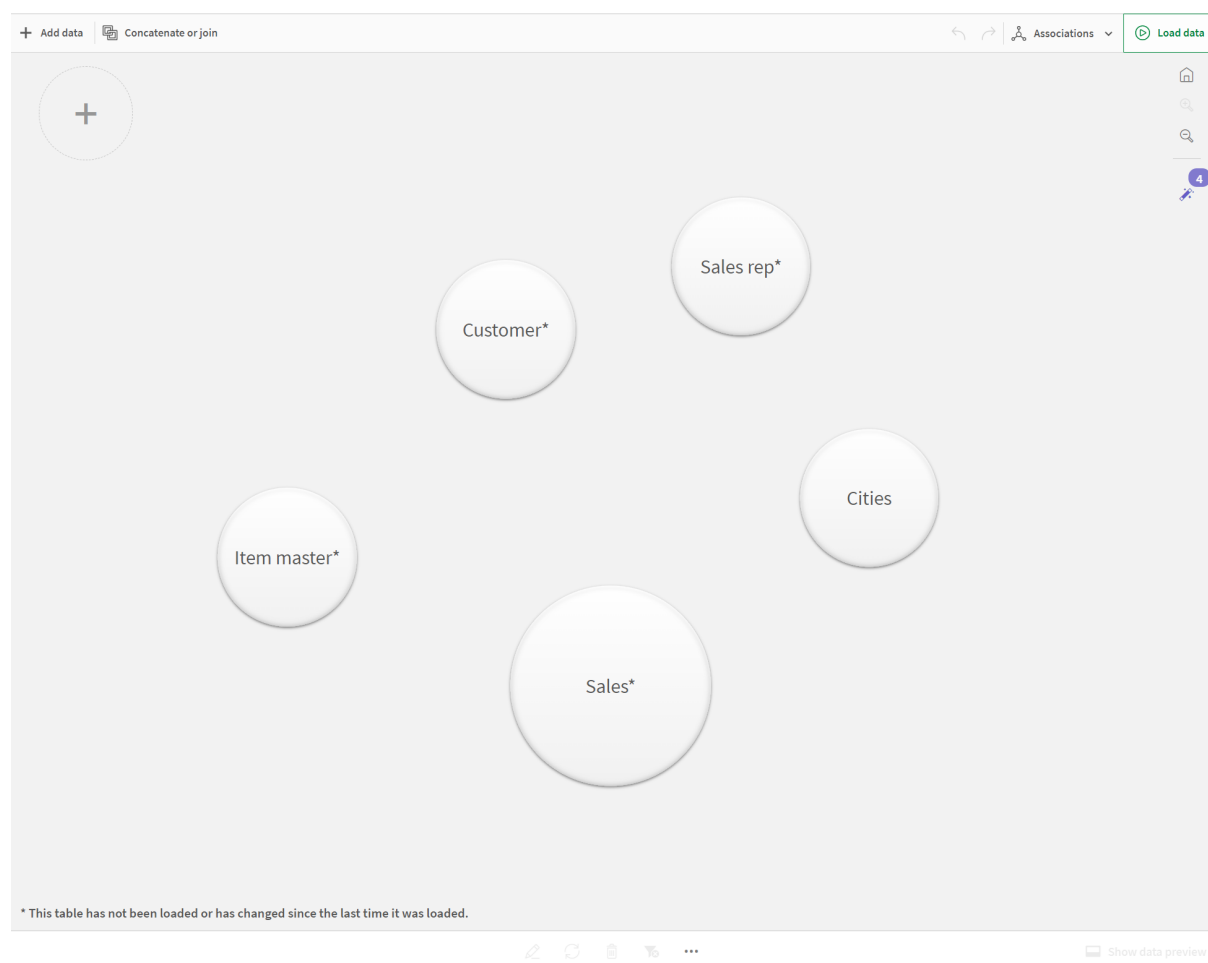 Add data
Concatenate or join
Associations
Load data
4
Sales rep*
Customer*
Cities
Item master*
Sales*
* This table has not been loaded or has changed since the last time it was loaded.
Show data preview